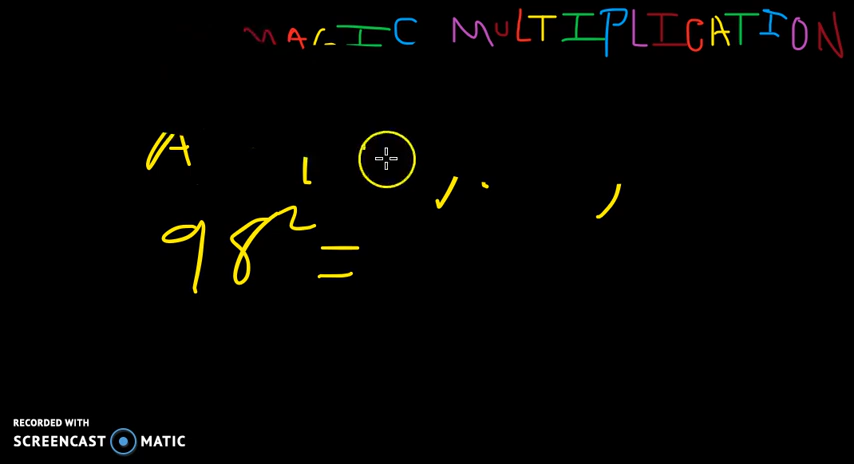 MAGIC MULTIPLICATION
A
98² =
RECORDED WITH
SCREENCAST MATIC